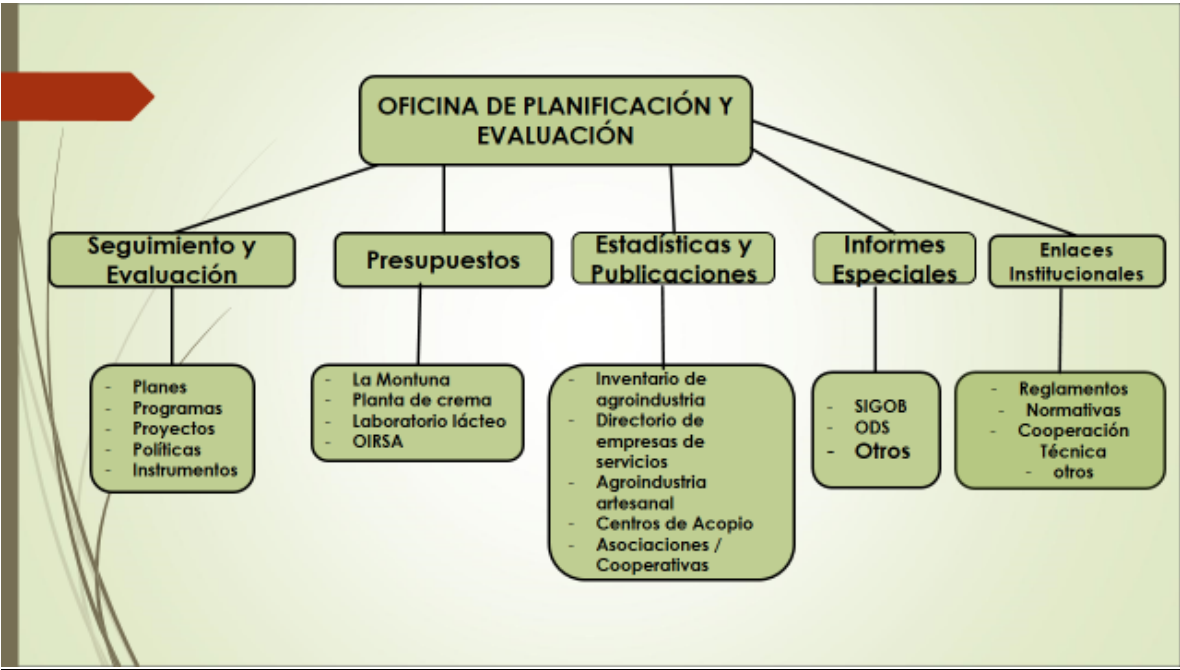 OFICINA DE PLANIFICACIÓN Y
EVALUACIÓN
Seguimiento y
Evaluación
Presupuestos
Estadísticas y
Publicaciones
Informes
Especiales
Enlaces
Institucionales
- Planes
- Programas
- Proyectos
- Políticas
- Instrumentos
- La Montuna
- Planta de crema
- Laboratorio lácteo
- OIRSA
- Inventario de
agroindustria
- Directorio de
empresas de
servicios
- Agroindustria
artesanal
- Centros de Acopio
- Asociaciones /
Cooperativas
- SIGOB
- ODS
- Otros
- Reglamentos
- Normativas
- Cooperación
Técnica
- otros